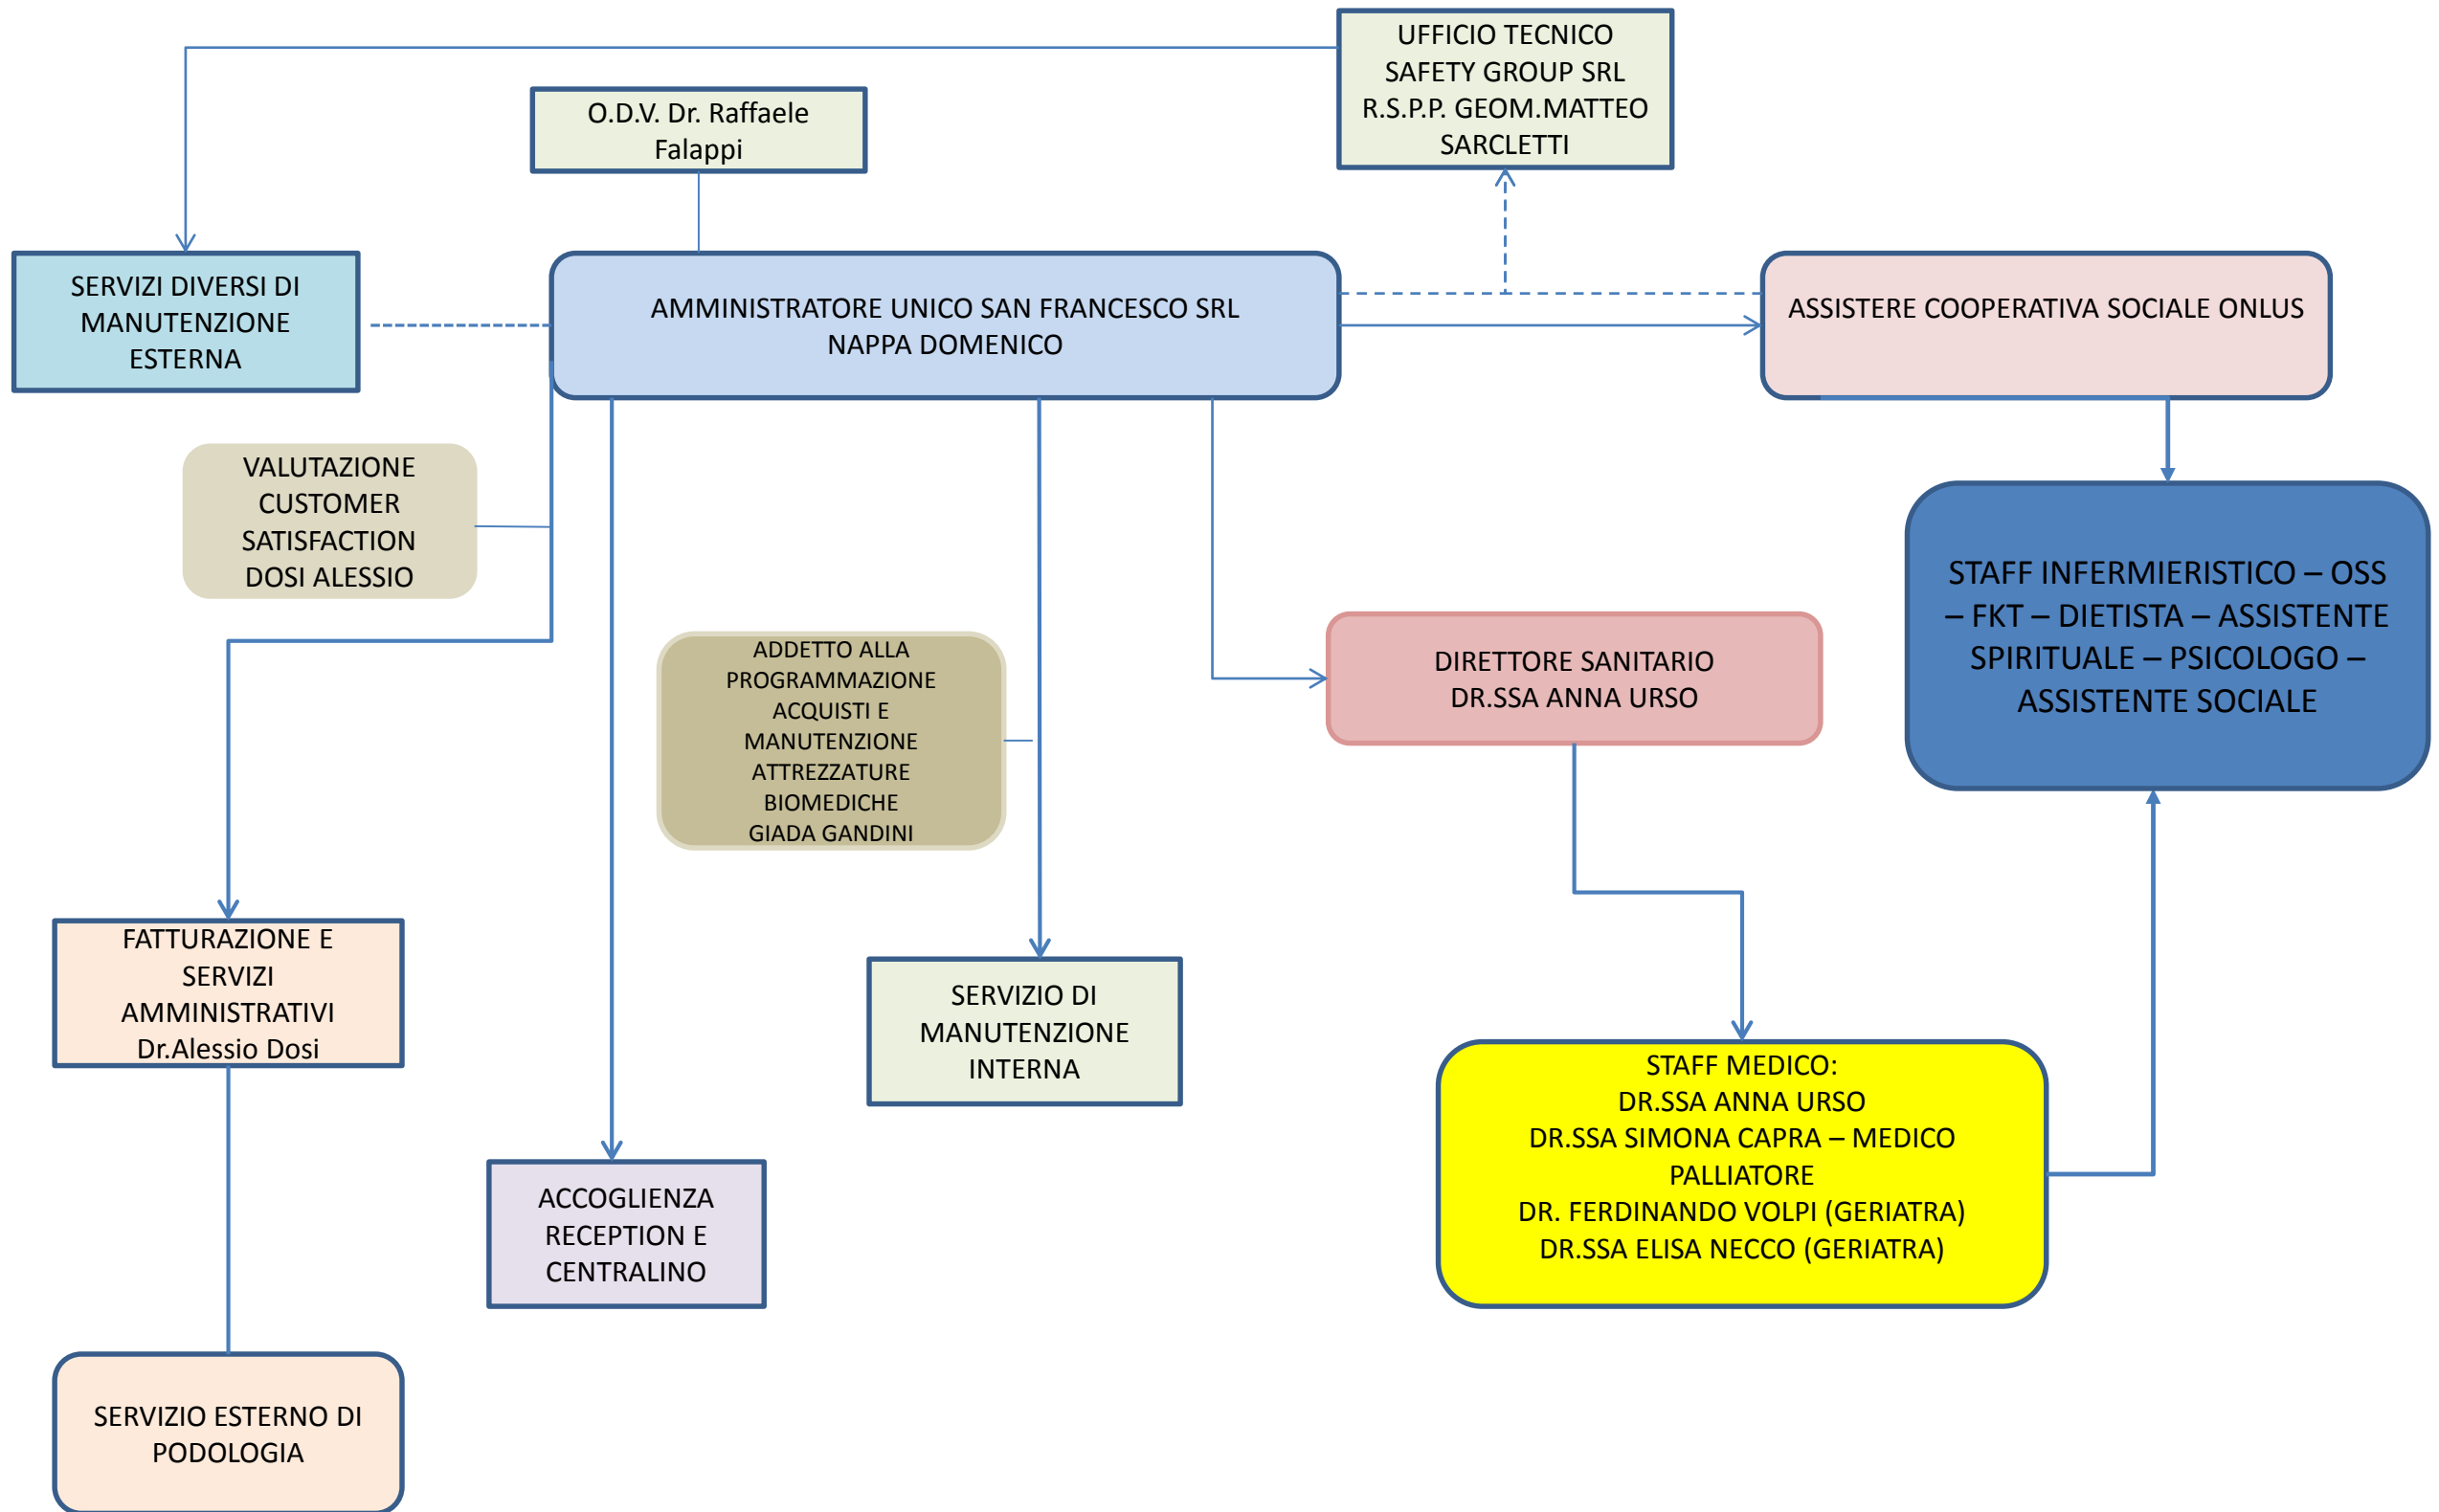 UFFICIO TECNICO
SAFETY GROUP SRL
R.S.P.P. GEOM.MATTEO
SARCLETTI
O.D.V. Dr. Raffaele
Falappi
SERVIZI DIVERSI DI
MANUTENZIONE
ESTERNA
AMMINISTRATORE UNICO SAN FRANCESCO SRL
NAPPA DOMENICO
ASSISTERE COOPERATIVA SOCIALE ONLUS
VALUTAZIONE
CUSTOMER
SATISFACTION
DOSI ALESSIO
STAFF INFERMIERISTICO – OSS
– FKT – DIETISTA – ASSISTENTE
SPIRITUALE – PSICOLOGO –
ASSISTENTE SOCIALE
ADDETTO ALLA
PROGRAMMAZIONE
ACQUISTI E
MANUTENZIONE
ATTREZZATURE
BIOMEDICHE
GIADA GANDINI
DIRETTORE SANITARIO
DR.SSA ANNA URSO
FATTURAZIONE E
SERVIZI
AMMINISTRATIVI
Dr.Alessio Dosi
SERVIZIO DI
MANUTENZIONE
INTERNA
STAFF MEDICO:
DR.SSA ANNA URSO
DR.SSA SIMONA CAPRA – MEDICO
PALLIATORE
DR. FERDINANDO VOLPI (GERIATRA)
DR.SSA ELISA NECCO (GERIATRA)
ACCOGLIENZA
RECEPTION E
CENTRALINO
SERVIZIO ESTERNO DI
PODOLOGIA